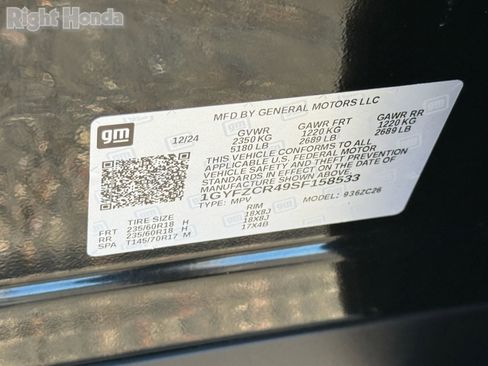 Right Honda
MFD BY GENERAL MOTORS LLC
gm
12/24 GVWR GAWR FRT GAWR RR
2350 KG 1220 KG 1220 KG
5180 LB 2689 LB 2689 LB
THIS VEHICLE CONFORMS TO ALL
APPLICABLE U.S. FEDERAL MOTOR
VEHICLE SAFETY AND THEFT PREVENTION
STANDARDS IN EFFECT ON THE DATE OF
MANUFACTURE SHOWN ABOVE.
1GYFZCR49SF158533
TYPE: MPV MODEL: 936ZC26
TIRE SIZE RIM
FRT 235/60R18 H 18X8J
RR 235/60R18 H 18X8J
SPA T145/70R17 M 17X4B